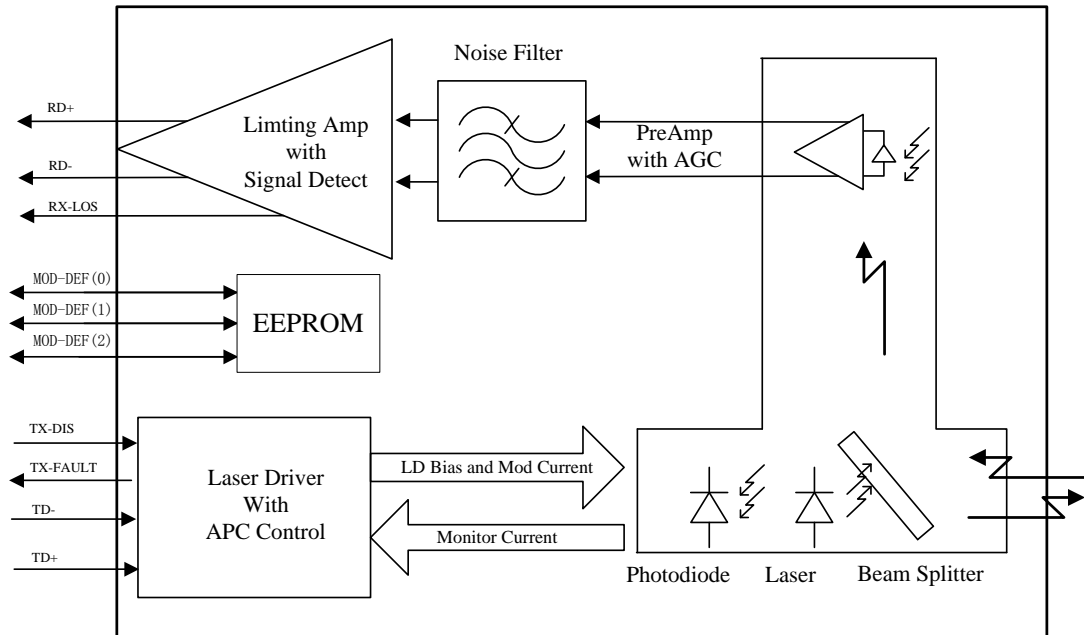 Noise Filter
RD+
RD-
RX-LOS
Limting Amp
with
Signal Detect
PreAmp
with AGC
MOD-DEF(0)
MOD-DEF(1)
MOD-DEF(2)
EEPROM
TX-DIS
TX-FAULT
TD-
TD+
Laser Driver
With
APC Control
LD Bias and Mod Current
Monitor Current
Photodiode
Laser
Beam Splitter